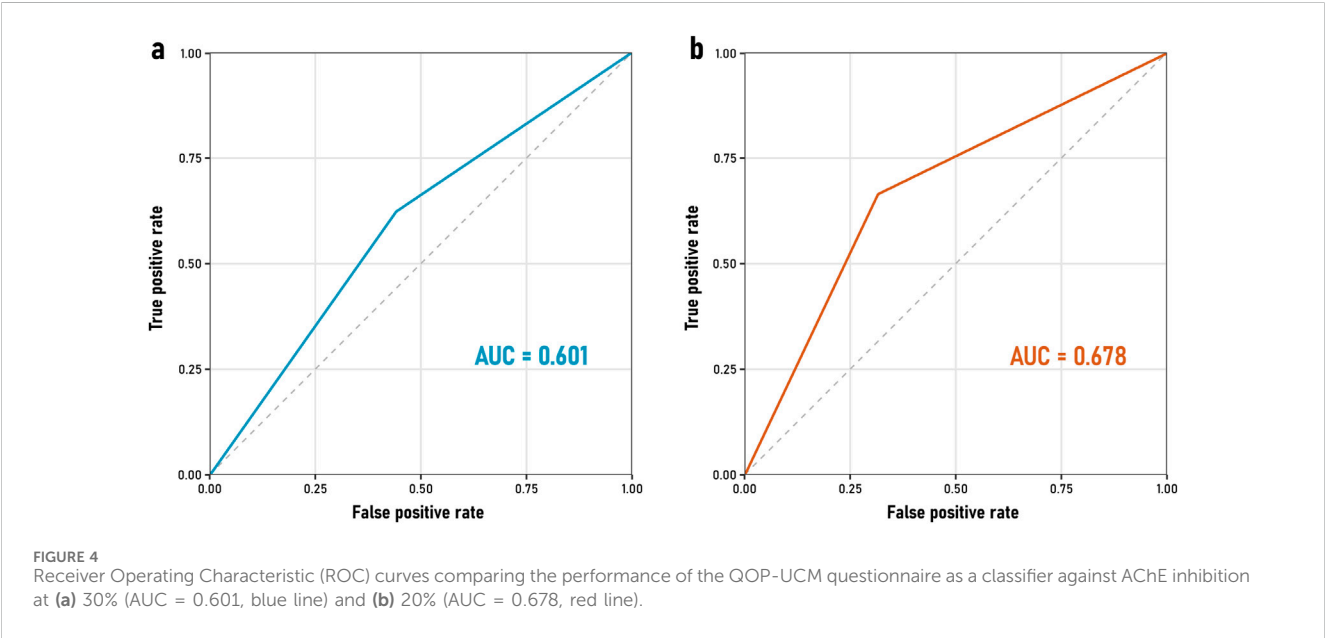 a
b
1.00
0.75
0.50
0.25
0.00
True positive rate
AUC = 0.601
0.00 0.25 0.50 0.75 1.00
False positive rate
1.00
0.75
0.50
0.25
0.00
True positive rate
AUC = 0.678
0.00 0.25 0.50 0.75 1.00
False positive rate
FIGURE 4
Receiver Operating Characteristic (ROC) curves comparing the performance of the QOP-UCM questionnaire as a classifier against AChE inhibition
at (a) 30% (AUC = 0.601, blue line) and (b) 20% (AUC = 0.678, red line).